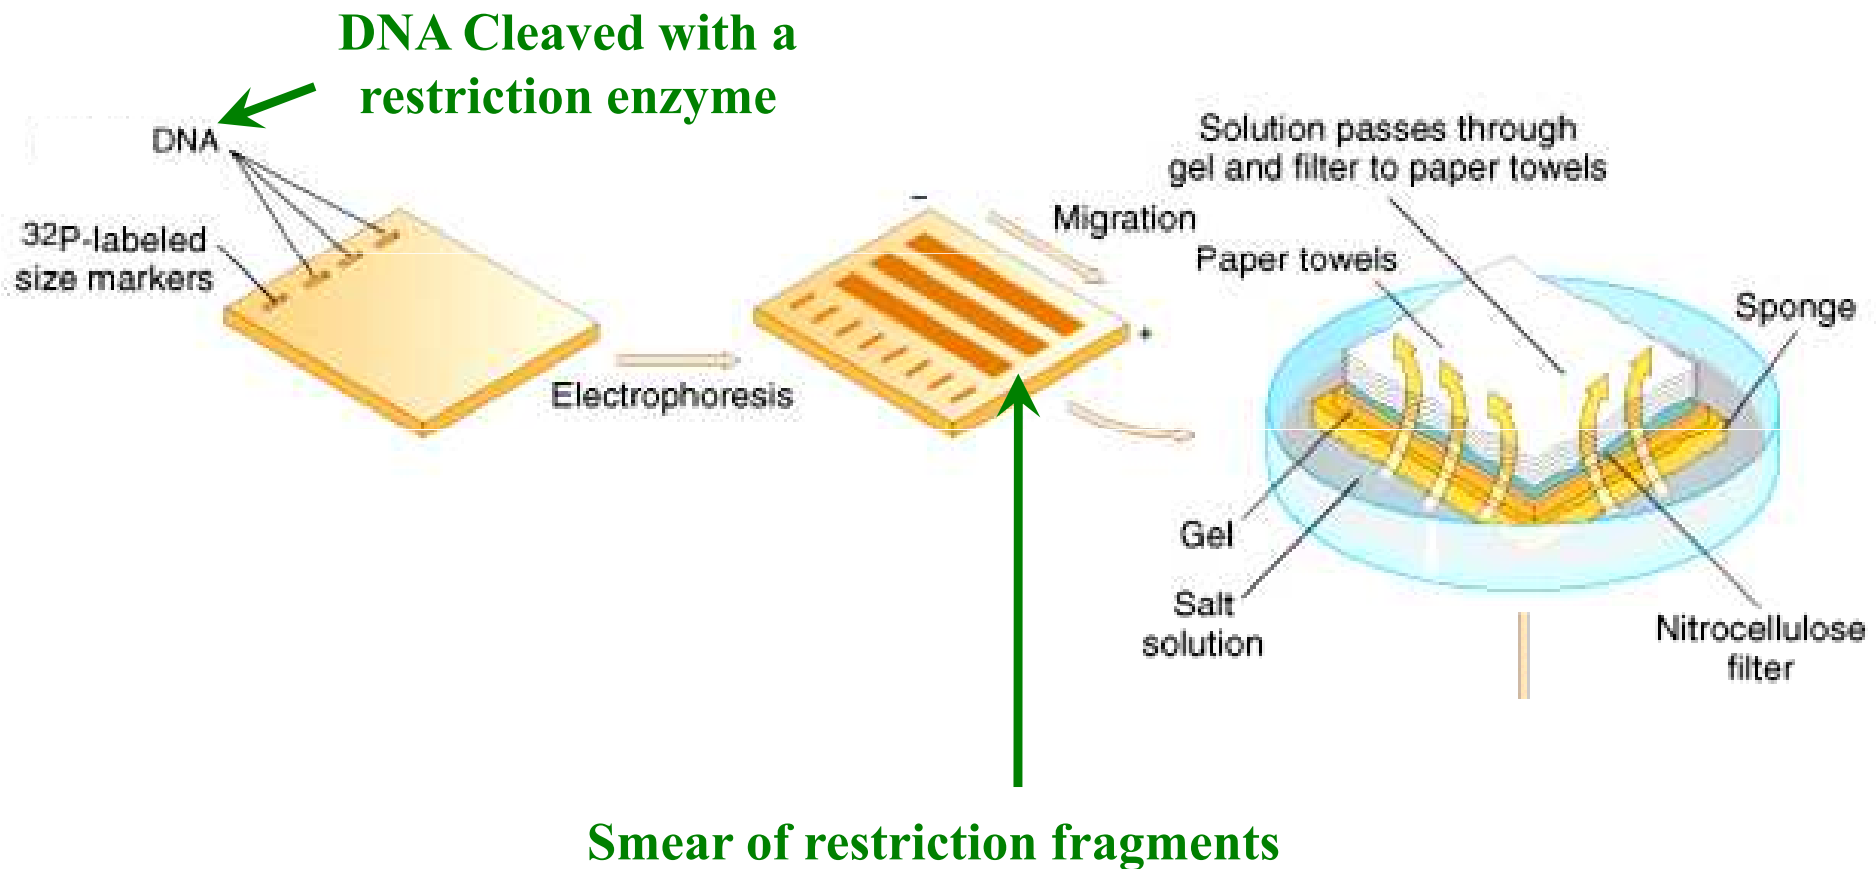 DNA Cleaved with a
restriction enzyme
DNA
32P-labeled
size markers
Electrophoresis
–
Migration
+
Solution passes through
gel and filter to paper towels
Paper towels
Sponge
Gel
Salt
solution
Nitrocellulose
filter
Smear of restriction fragments